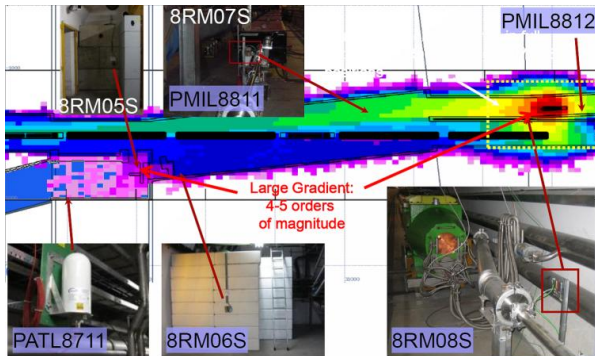 8RM07S
PMIL8812
8RM05S
PMIL8811
Large Gradient:
4-5 orders
of magnitude
PATL8711
8RM06S
8RM08S